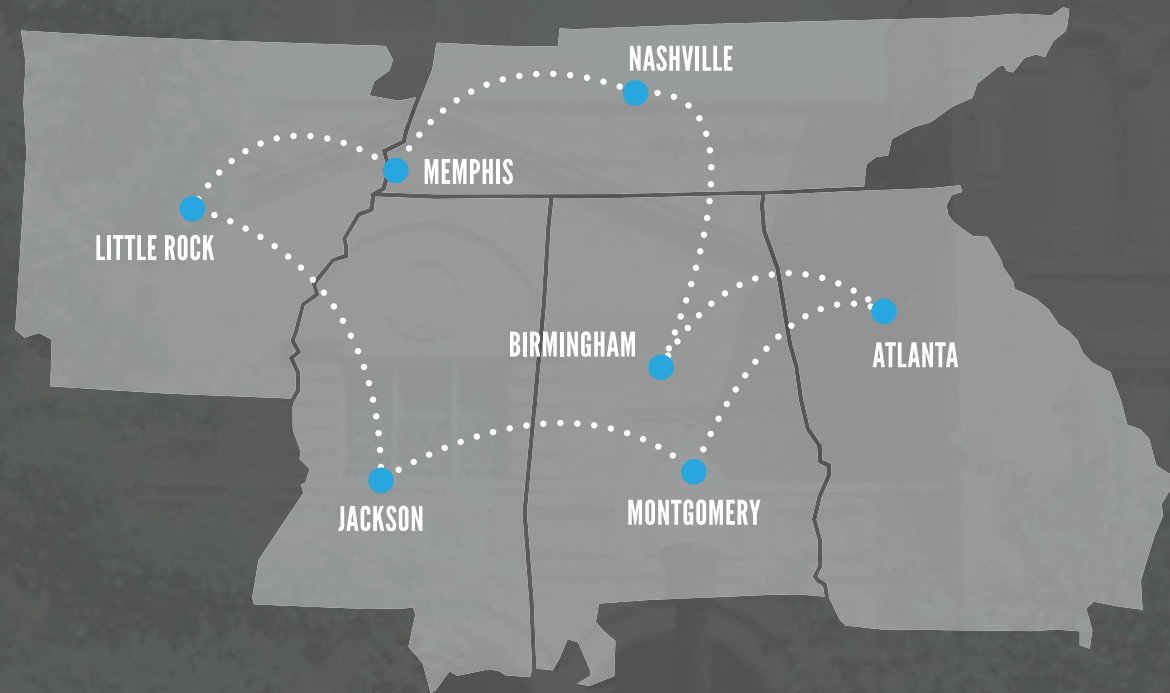 NASHVILLE
MEMPHIS
LITTLE ROCK
BIRMINGHAM
ATLANTA
JACKSON
MONTGOMERY